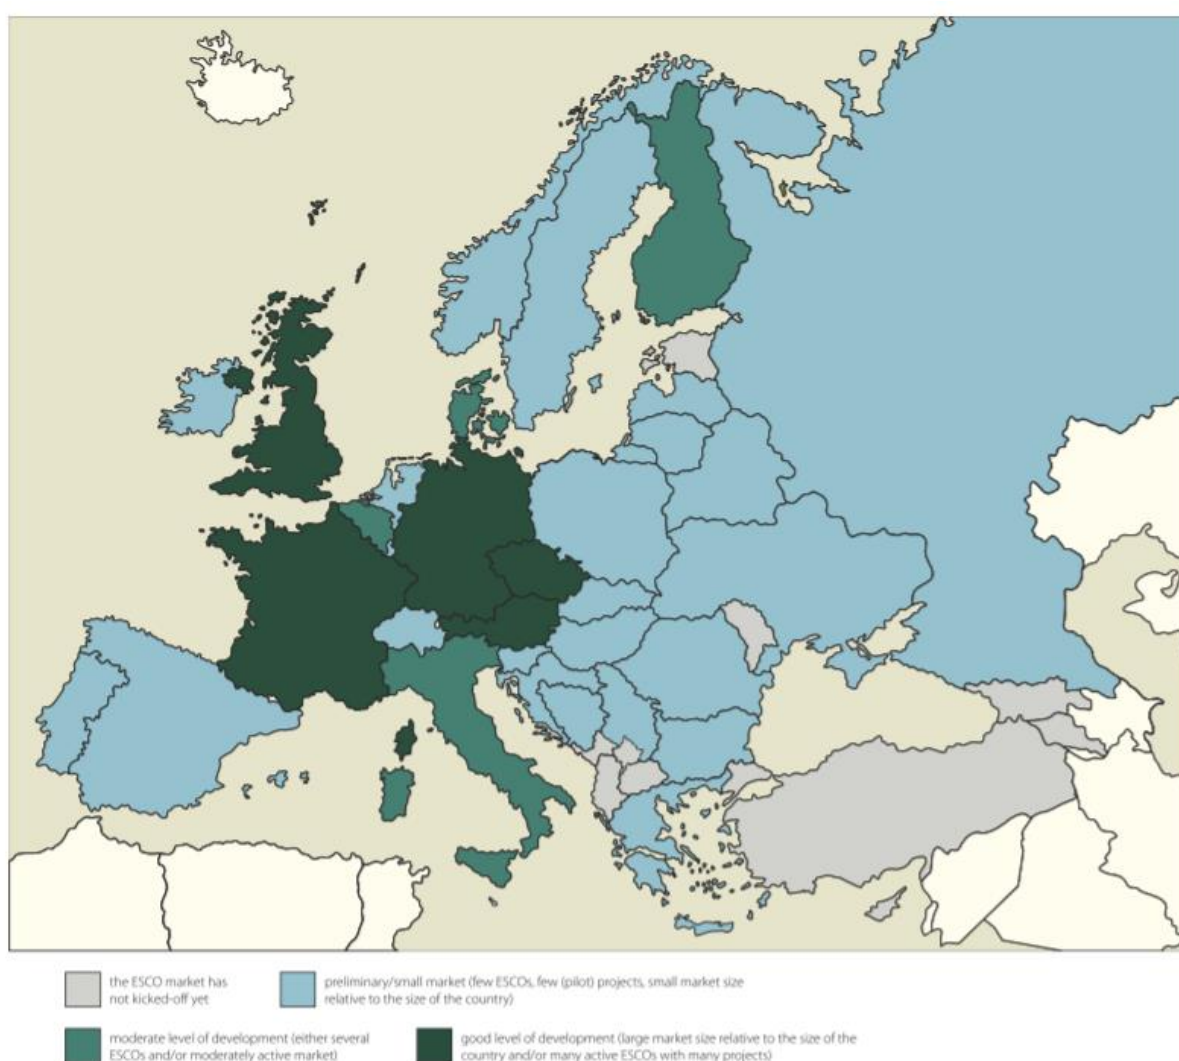 the ESCO market has
not kicked-off yet
preliminary/small market (few ESCOs, few (pilot) projects, small market size
relative to the size of the country)
moderate level of development (either several
ESCOs and/or moderately active market)
good level of development (large market size relative to the size of the
country and/or many active ESCOs with many projects)